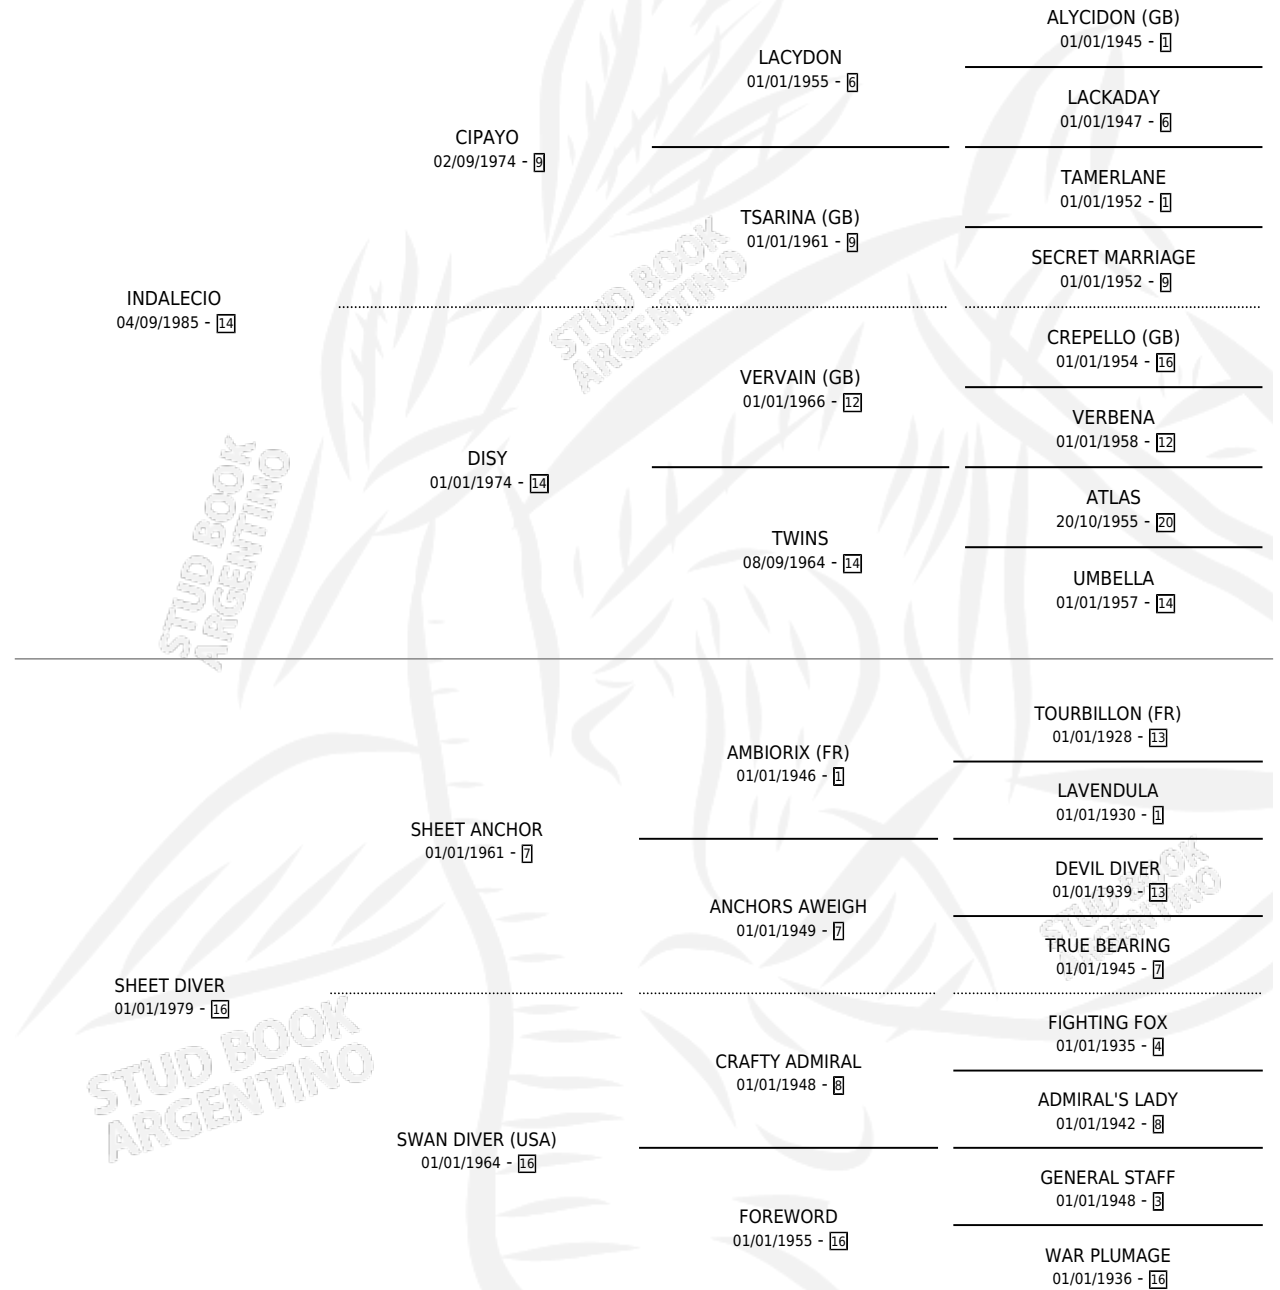 ALYCIDON (GB)
01/01/1945 - 1
LACYDON
01/01/1955 - 6
LACKADAY
01/01/1947 - 6
CIPAYO
02/09/1974 - 9
TAMERLANE
01/01/1952 - 1
TSARINA (GB)
01/01/1961 - 9
SECRET MARRIAGE
01/01/1952 - 9
INDALECIO
04/09/1985 - 14
CREPELLO (GB)
01/01/1954 - 16
VERVAIN (GB)
01/01/1966 - 12
VERBENA
01/01/1958 - 12
DISY
01/01/1974 - 14
ATLAS
20/10/1955 - 20
TWINS
08/09/1964 - 14
UMBELLA
01/01/1957 - 14
TOURBILLON (FR)
01/01/1928 - 13
AMBIORIX (FR)
01/01/1946 - 1
LAVENDULA
01/01/1930 - 1
SHEET ANCHOR
01/01/1961 - 7
DEVIL DIVER
01/01/1939 - 13
ANCHORS AWEIGH
01/01/1949 - 7
TRUE BEARING
01/01/1945 - 7
SHEET DIVER
01/01/1979 - 16
FIGHTING FOX
01/01/1935 - 4
CRAFTY ADMIRAL
01/01/1948 - 8
ADMIRAL'S LADY
01/01/1942 - 8
SWAN DIVER (USA)
01/01/1964 - 16
GENERAL STAFF
01/01/1948 - 3
FOREWORD
01/01/1955 - 16
WAR PLUMAGE
01/01/1936 - 16
STUD BOOK
ARGENTINO
STUD BOOK
ARGENTINO
STUD BOOK
ARGENTINO
STUD BOOK
ARGENTINO